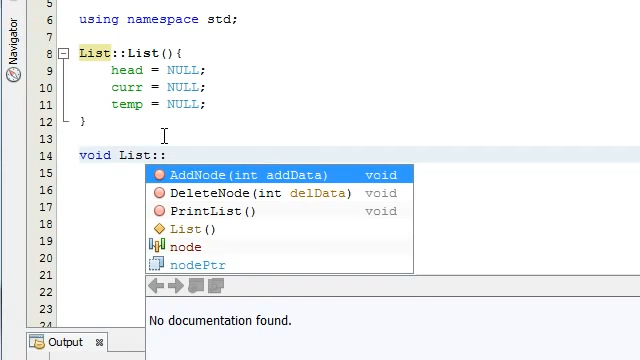 Navigator
5
6 using namespace std;
7
8 List::List(){
9 head = NULL;
10 curr = NULL;
11 temp = NULL;
12 }
13
14 void List::
15 AddNode(int addData) void
16 DeleteNode(int delData) void
17 PrintList() void
18 List()
19 node
20 nodePtr
21
22
23 No documentation found.
24
Output